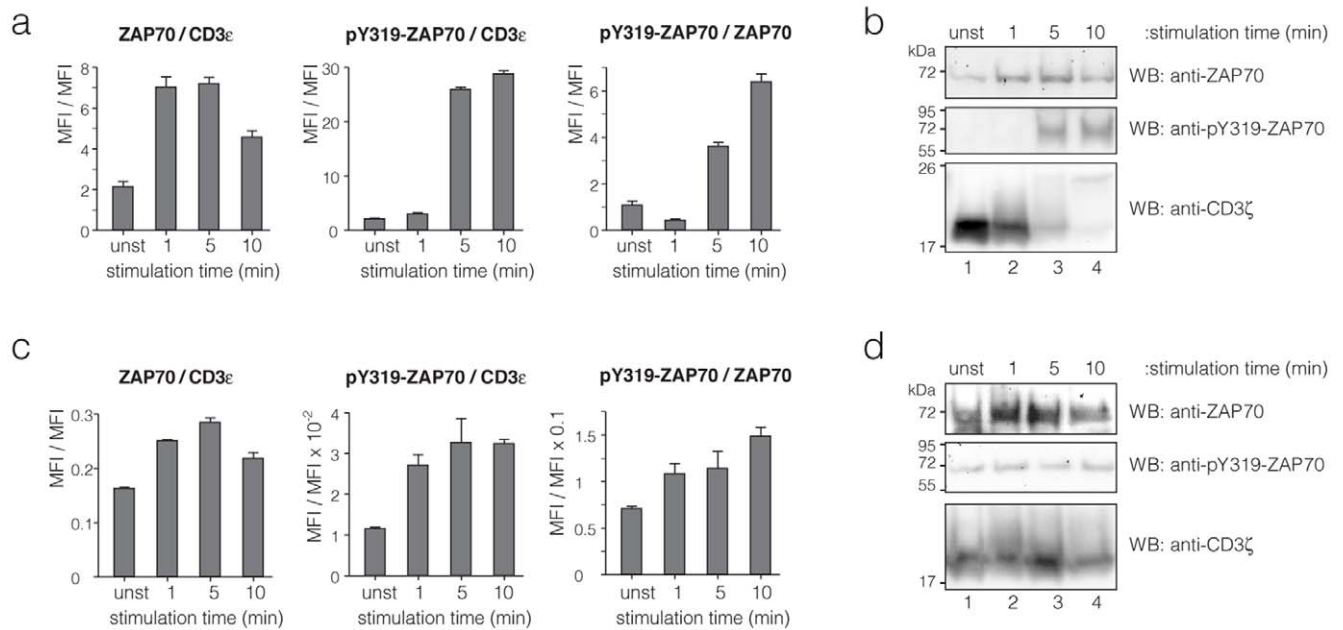 a
ZAP70 / CD3ε
MFI / MFI
8
6
4
2
0
unst 1 5 10
stimulation time (min)
pY319-ZAP70 / CD3ε
MFI / MFI
30
20
10
0
unst 1 5 10
stimulation time (min)
pY319-ZAP70 / ZAP70
MFI / MFI
6
4
2
0
unst 1 5 10
stimulation time (min)
b
unst 1 5 10 :stimulation time (min)
kDa
72
WB: anti-ZAP70
95
72
55
WB: anti-pY319-ZAP70
26
17
WB: anti-CD3ζ
1 2 3 4
c
ZAP70 / CD3ε
MFI / MFI
0.3
0.2
0.1
0
unst 1 5 10
stimulation time (min)
pY319-ZAP70 / CD3ε
MFI / MFI x 10-2
4
3
2
1
0
unst 1 5 10
stimulation time (min)
pY319-ZAP70 / ZAP70
MFI / MFI x 0.1
1.5
1
0.5
0
unst 1 5 10
stimulation time (min)
d
unst 1 5 10 :stimulation time (min)
kDa
72
WB: anti-ZAP70
95
72
55
WB: anti-pY319-ZAP70
17
WB: anti-CD3ζ
1 2 3 4